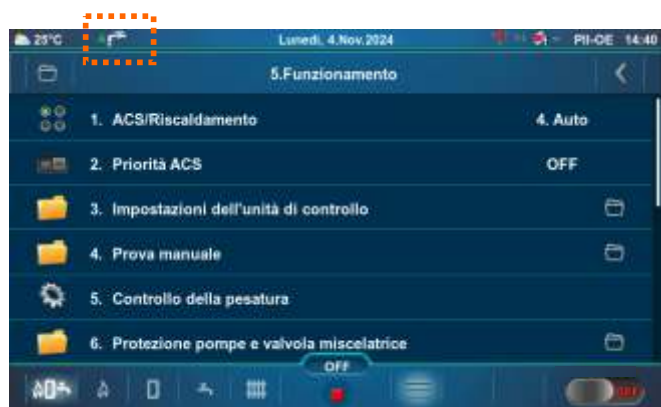 25°C Lunedì, 4.Nov.2024 PII-OE 14:40
5.Funzionamento
1. ACS/Riscaldamento 4. Auto
2. Priorità ACS OFF
3. Impostazioni dell'unità di controllo
4. Prova manuale
5. Controllo della pesatura
6. Protezione pompe e valvola miscelatrice
OFF
OFF